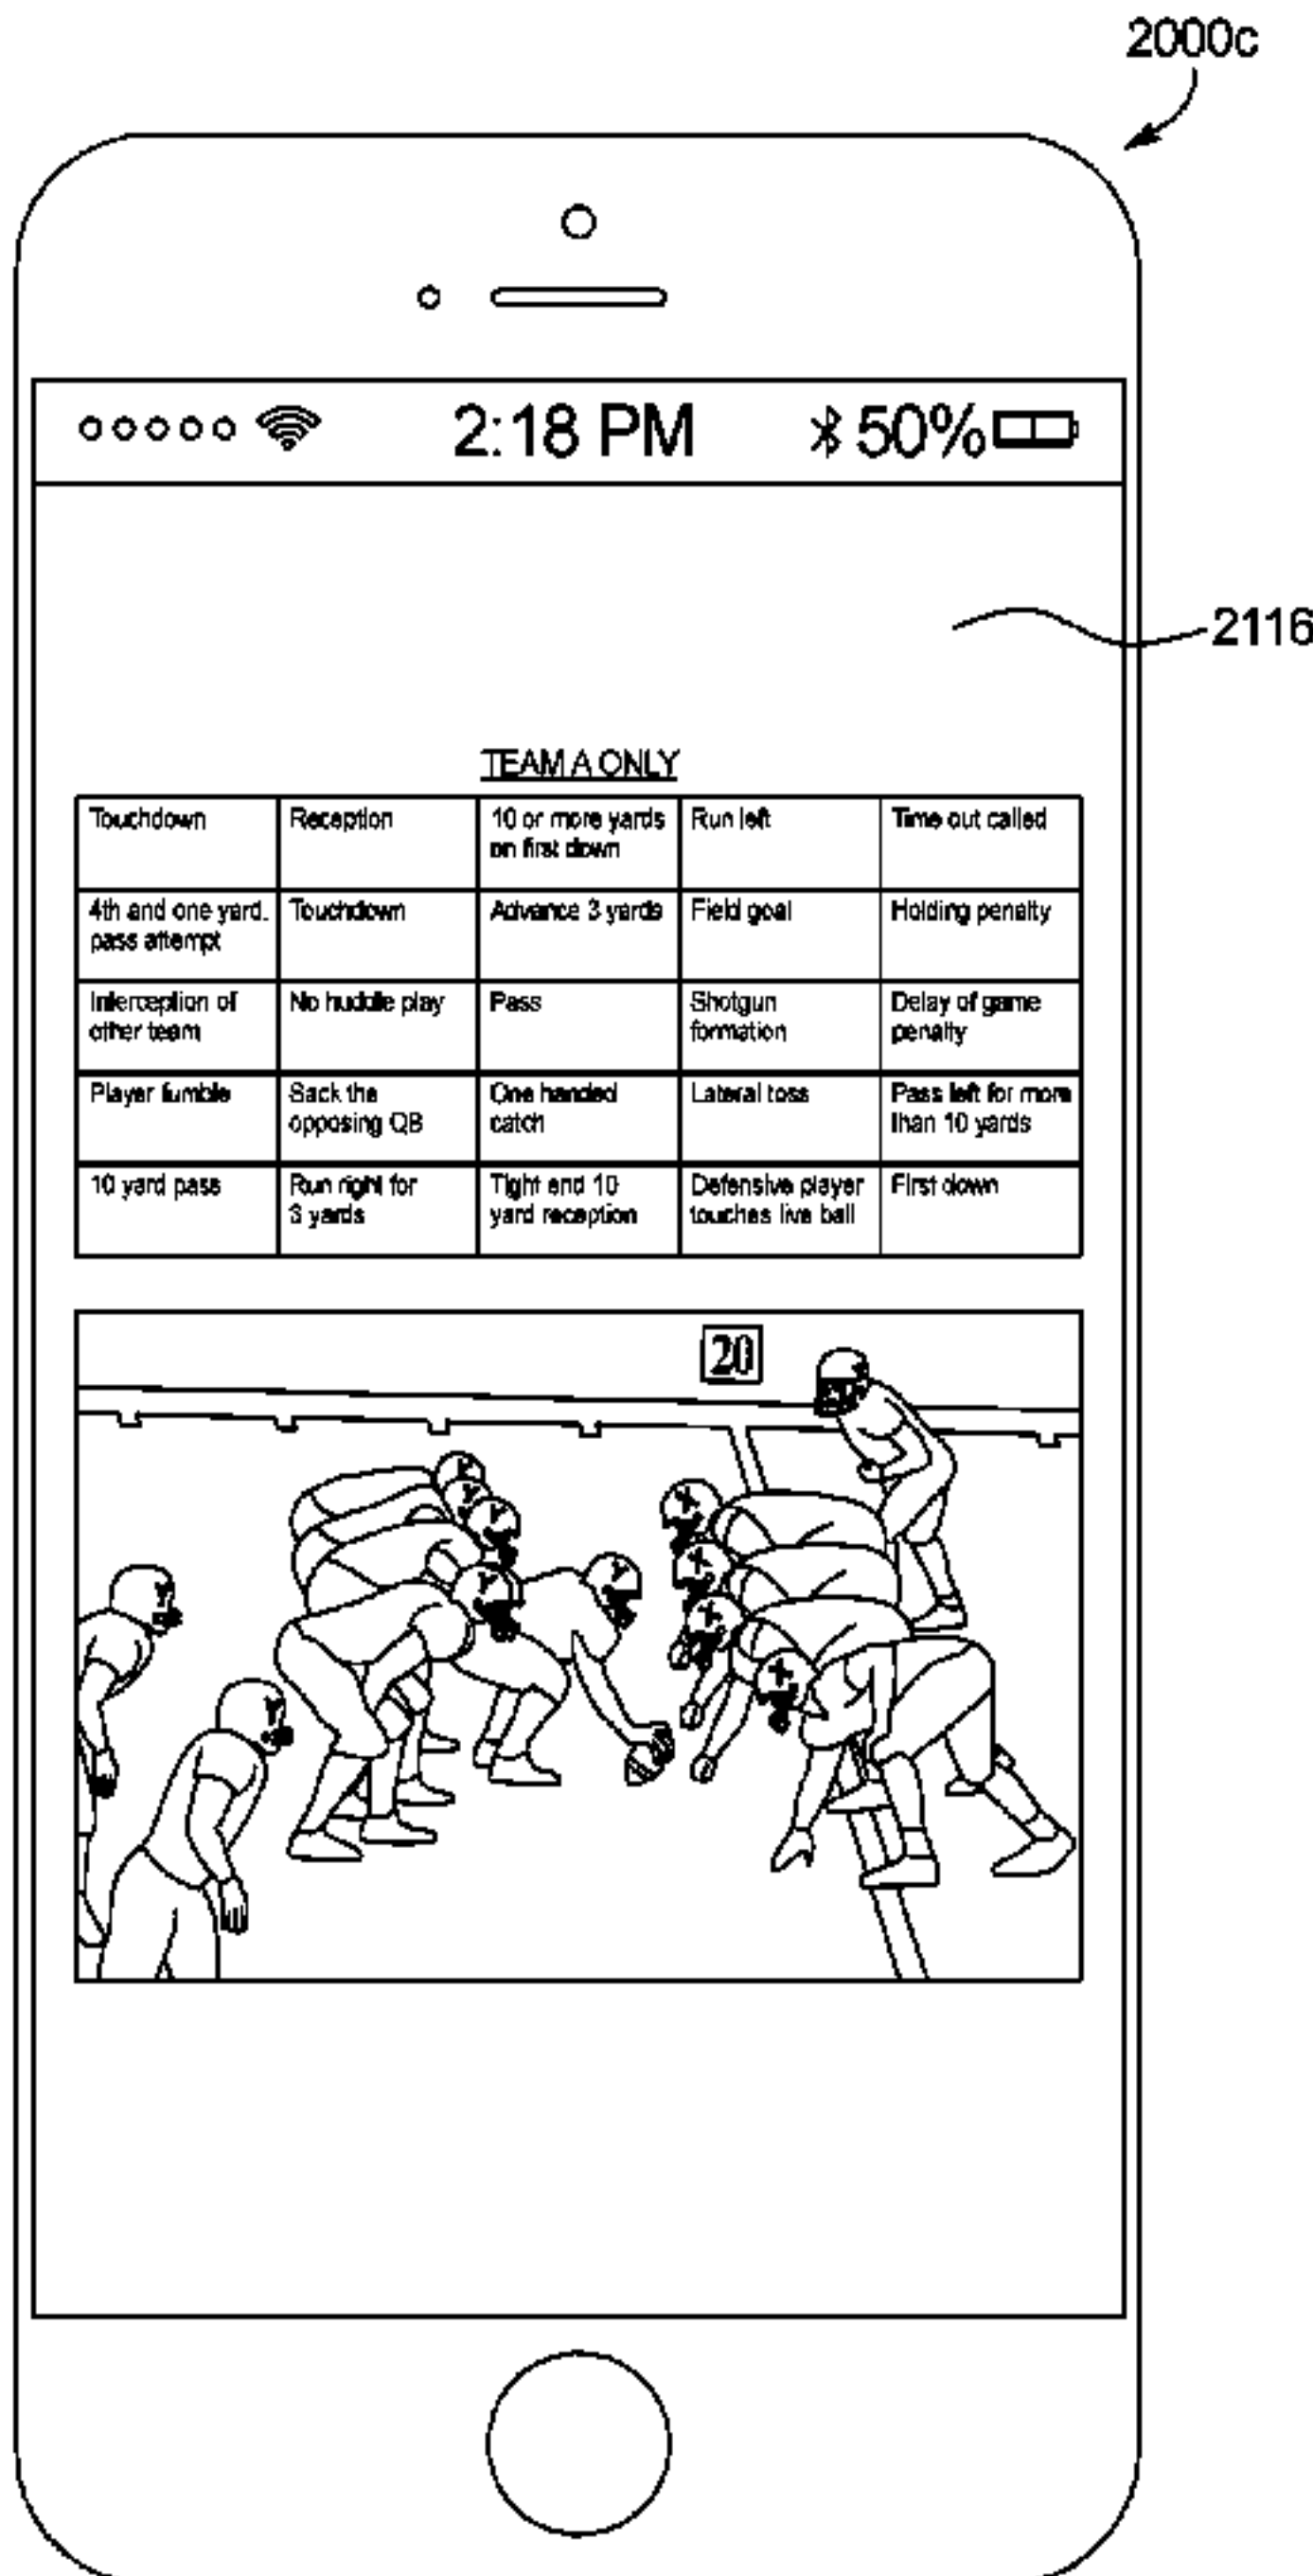 2000c
2:18 PM
50%
2116
TEAM A ONLY
Touchdown
Reception
10 or more yards
on first down
Run left
Time out called
4th and one yard.
pass attempt
Touchdown
Advance 3 yards
Field goal
Holding penalty
Interception of
other team
No huddle play
Pass
Shotgun
formation
Delay of game
penalty
Player fumble
Sack the
opposing QB
One handed
catch
Lateral toss
Pass left for more
than 10 yards
10 yard pass
Run right for
3 yards
Tight end 10
yard reception
Defensive player
touches live ball
First down
20
Y
Y
Y
Y
Y
Y
Y
X
X
X
X